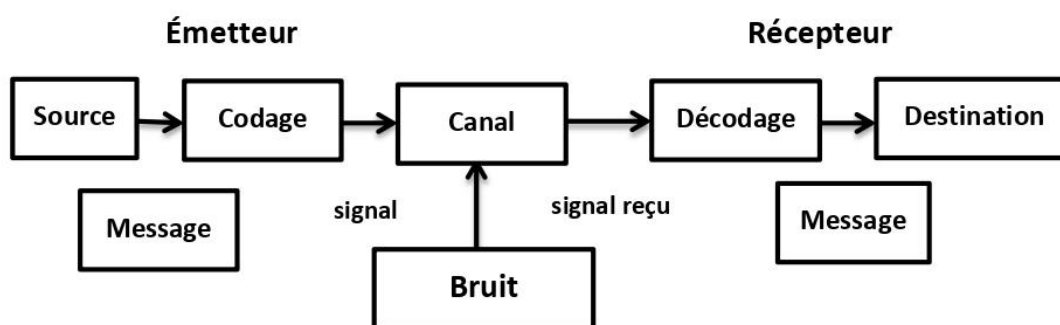 Émetteur
Récepteur
Source
Codage
Canal
Décodage
Destination
Message
signal
signal reçu
Message
Bruit